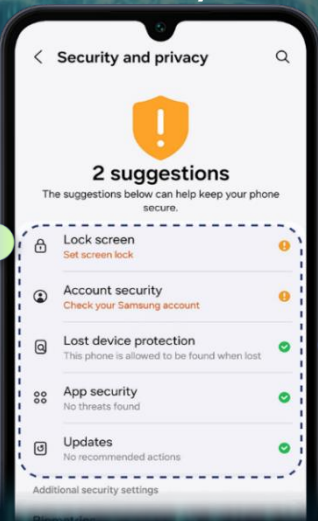 Security and privacy
2 suggestions
The suggestions below can help keep your phone
secure.
Lock screen
Set screen lock
Account security
Check your Samsung account
Lost device protection
This phone is allowed to be found when lost
App security
No threats found
Updates
No recommended actions
Additional security settings